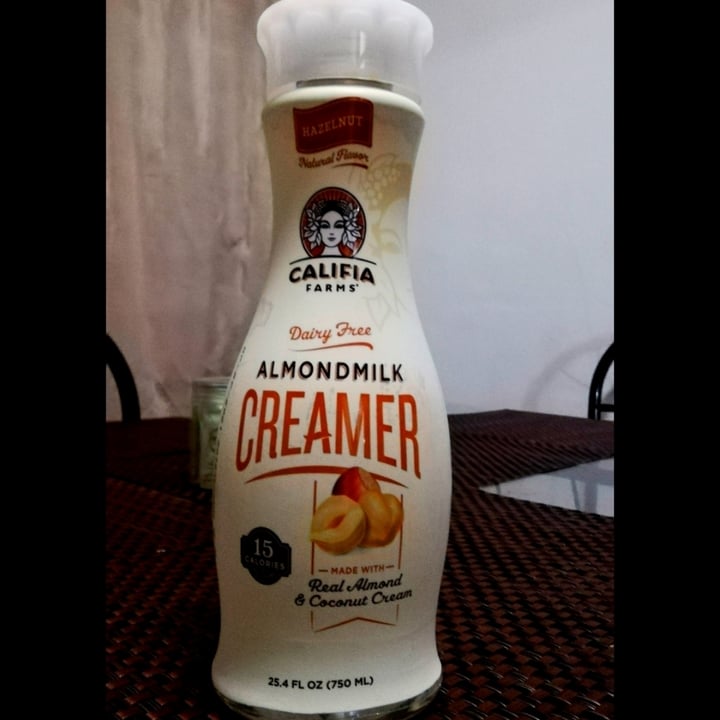 HAZELNUT
Natural Flavor
CALIFIA
FARMS
Dairy Free
ALMONDMILK
CREAMER
15
CALORIES
MADE WITH
Real Almond
& Coconut Cream
25.4 FL OZ (750 ML)